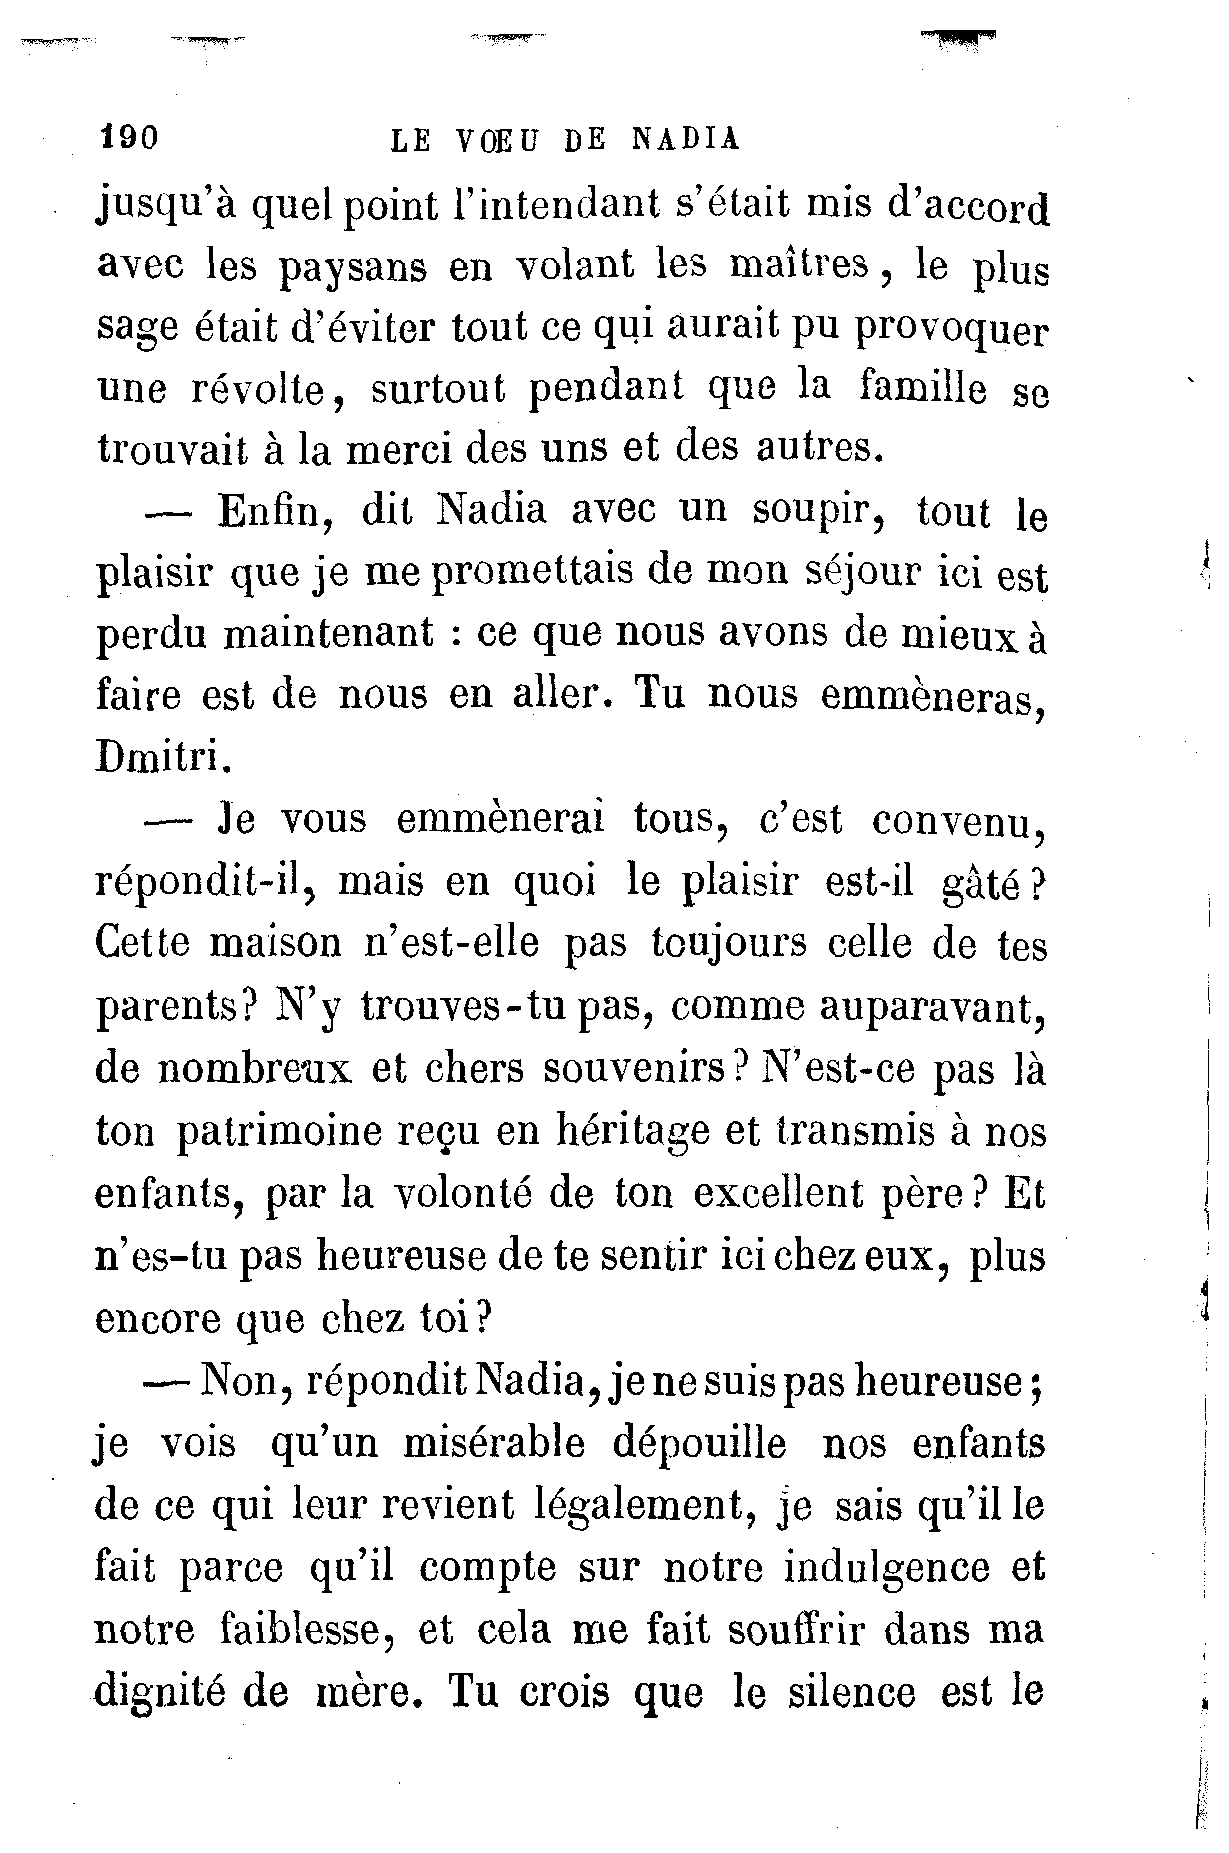 190 LE VŒU DE NADIA
jusqu'à quel point l'intendant s'était mis d'accord
avec les paysans en volant les maîtres, le plus
sage était d'éviter tout ce qui aurait pu provoquer
une révolte, surtout pendant que la famille se
trouvait à la merci des uns et des autres.
— Enfin, dit Nadia avec un soupir, tout le
plaisir que je me promettais de mon séjour ici est
perdu maintenant : ce que nous avons de mieux à
faire est de nous en aller. Tu nous emmèneras,
Dmitri.
— Je vous emmènerai tous, c'est convenu,
répondit-il, mais en quoi le plaisir est-il gâté ?
Cette maison n'est-elle pas toujours celle de tes
parents? N'y trouves-tu pas, comme auparavant,
de nombreux et chers souvenirs? N'est-ce pas là
ton patrimoine reçu en héritage et transmis à nos
enfants, par la volonté de ton excellent père? Et
n'es-tu pas heureuse de te sentir ici chez eux, plus
encore que chez toi?
— Non, répondit Nadia, je ne suis pas heureuse ;
je vois qu'un misérable dépouille nos enfants
de ce qui leur revient légalement, je sais qu'il le
fait parce qu'il compte sur notre indulgence et
notre faiblesse, et cela me fait souffrir dans ma
dignité de mère. Tu crois que le silence est le